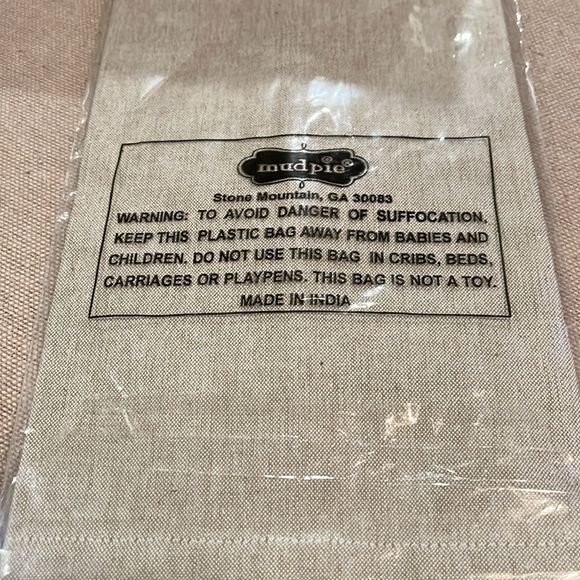 mudpie®
Stone Mountain, GA 30083
WARNING: TO AVOID DANGER OF SUFFOCATION,
KEEP THIS PLASTIC BAG AWAY FROM BABIES AND
CHILDREN. DO NOT USE THIS BAG IN CRIBS, BEDS,
CARRIAGES OR PLAYPENS. THIS BAG IS NOT A TOY.
MADE IN INDIA